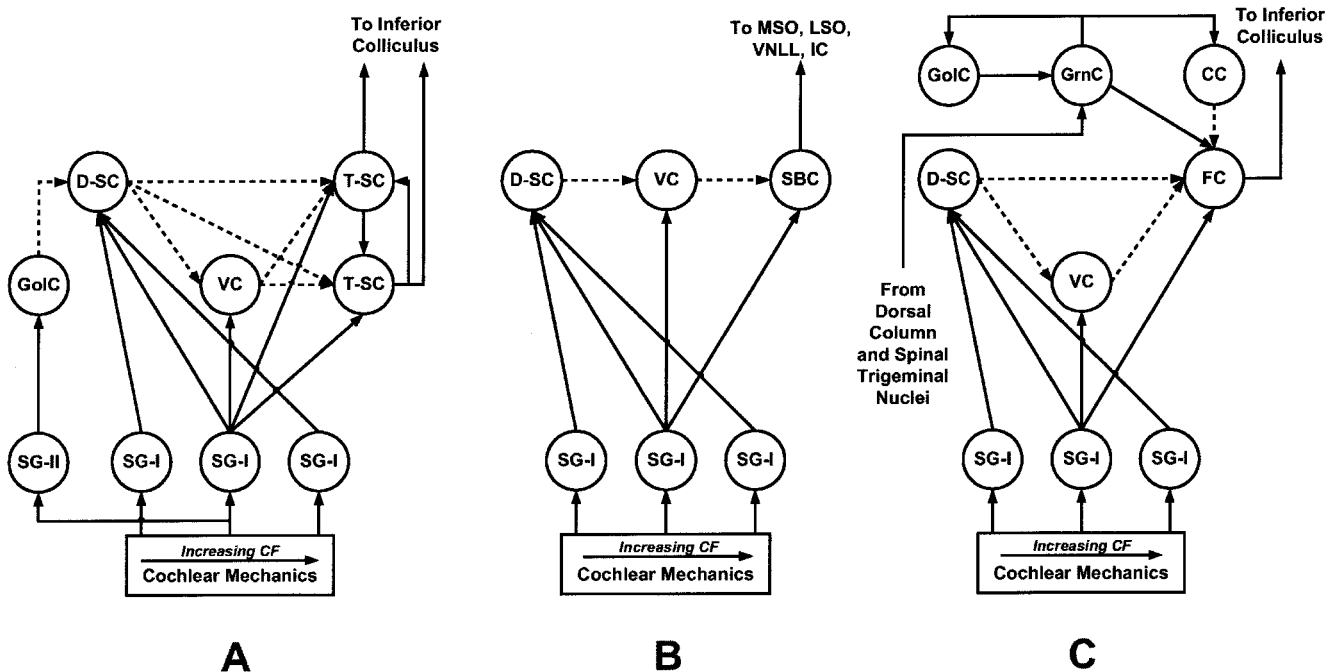 To Inferior
Colliculus
D-SC
T-SC
GolC
VC
T-SC
SG-II
SG-I
SG-I
SG-I
Increasing CF
Cochlear Mechanics
A
To MSO, LSO,
VNLL, IC
D-SC
VC
SBC
SG-I
SG-I
SG-I
Increasing CF
Cochlear Mechanics
B
To Inferior
Colliculus
GolC
GrnC
CC
D-SC
FC
VC
From
Dorsal
Column
and Spinal
Trigeminal
Nuclei
SG-I
SG-I
SG-I
Increasing CF
Cochlear Mechanics
C